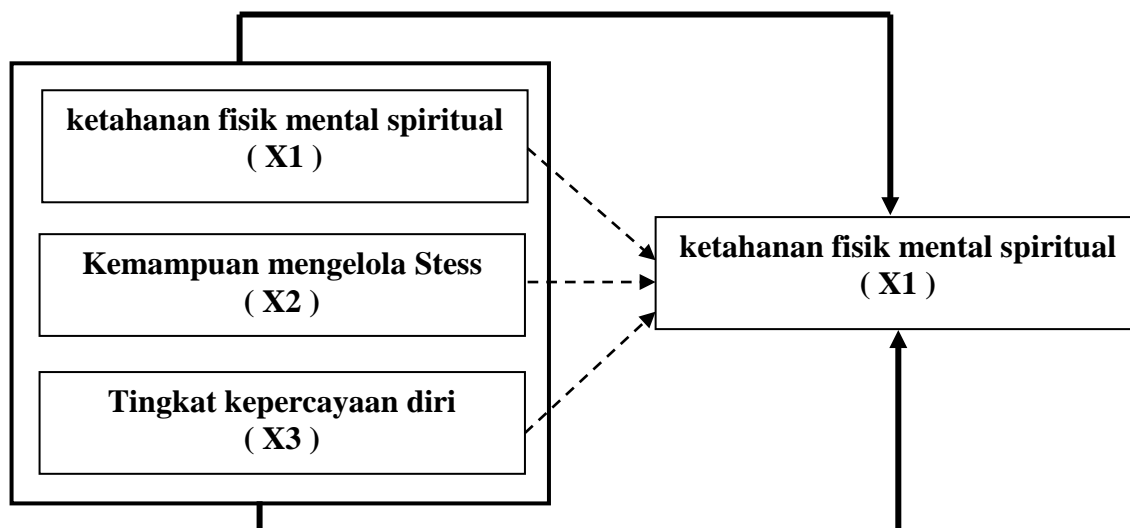 ketahanan fisik mental spiritual
( X1 )
Kemampuan mengelola Stess
( X2 )
Tingkat kepercayaan diri
( X3 )
ketahanan fisik mental spiritual
( X1 )